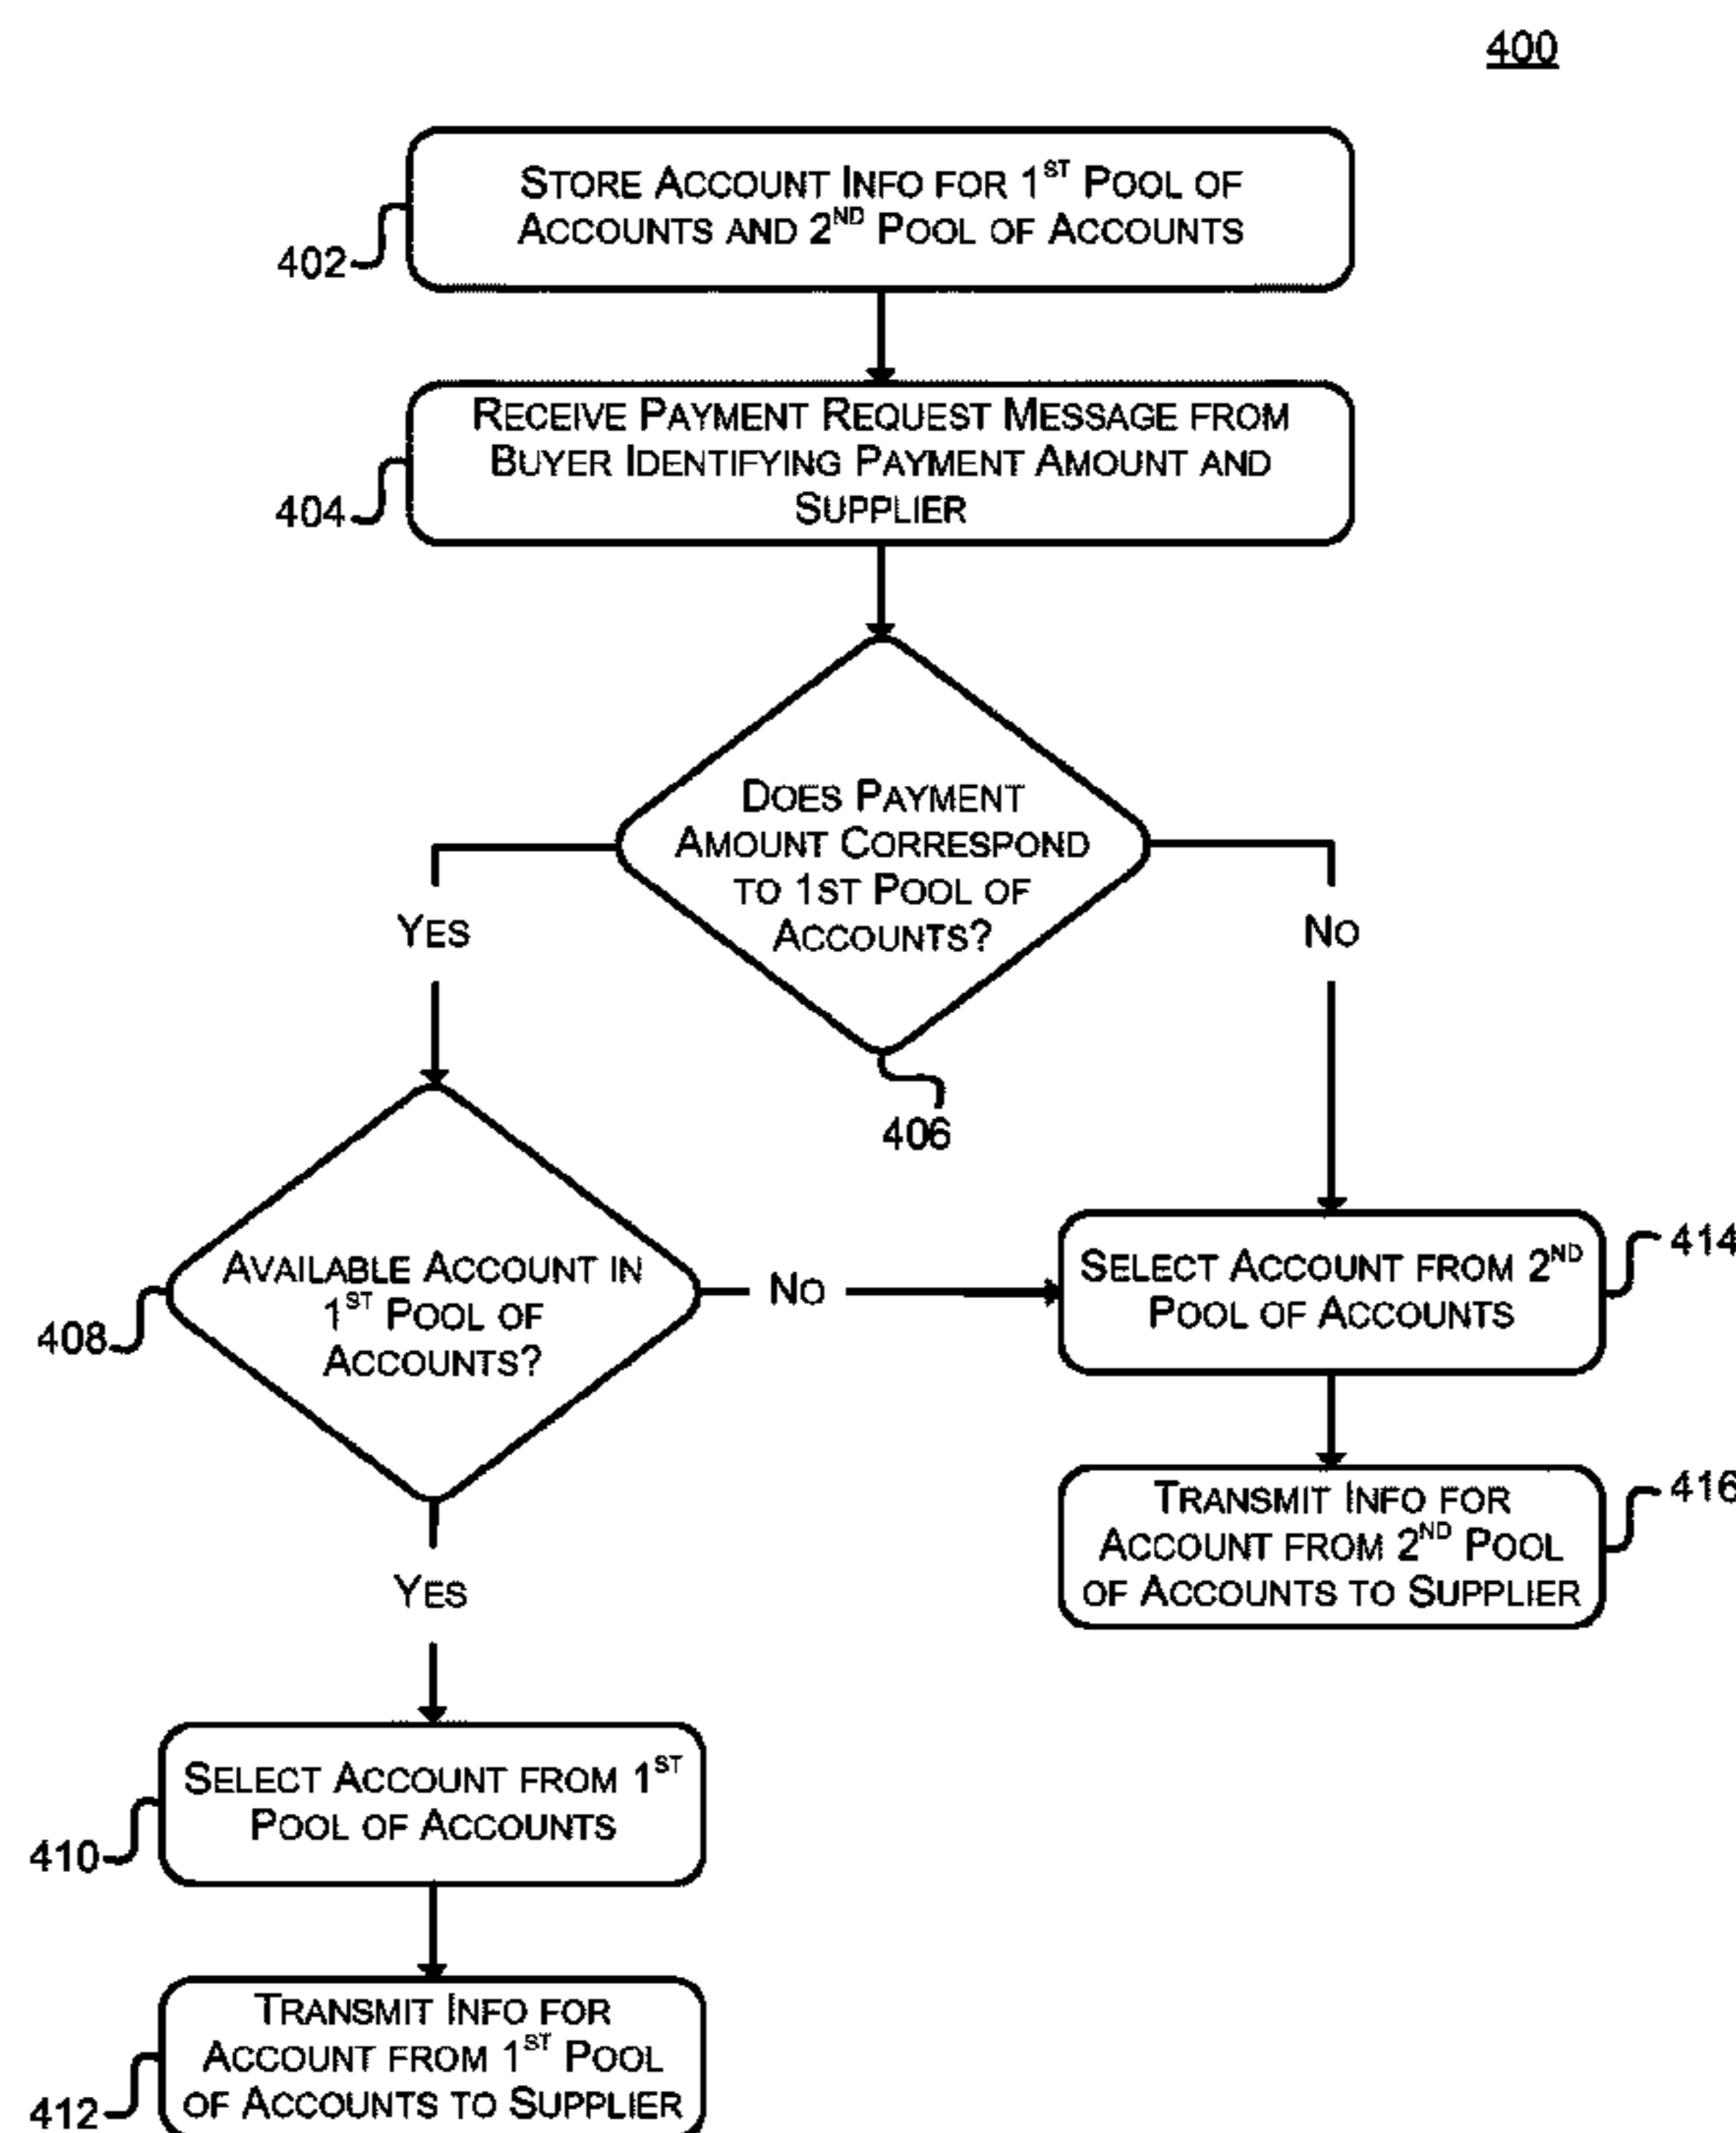 400
STORE ACCOUNT INFO FOR 1ST POOL OF
ACCOUNTS AND 2ND POOL OF ACCOUNTS
402
RECEIVE PAYMENT REQUEST MESSAGE FROM
BUYER IDENTIFYING PAYMENT AMOUNT AND
SUPPLIER
404
DOES PAYMENT
AMOUNT CORRESPOND
TO 1ST POOL OF
ACCOUNTS?
YES
NO
406
AVAILABLE ACCOUNT IN
1ST POOL OF
ACCOUNTS?
408
NO
SELECT ACCOUNT FROM 2ND
POOL OF ACCOUNTS
414
TRANSMIT INFO FOR
ACCOUNT FROM 2ND POOL
OF ACCOUNTS TO SUPPLIER
416
YES
SELECT ACCOUNT FROM 1ST
POOL OF ACCOUNTS
410
TRANSMIT INFO FOR
ACCOUNT FROM 1ST POOL
OF ACCOUNTS TO SUPPLIER
412